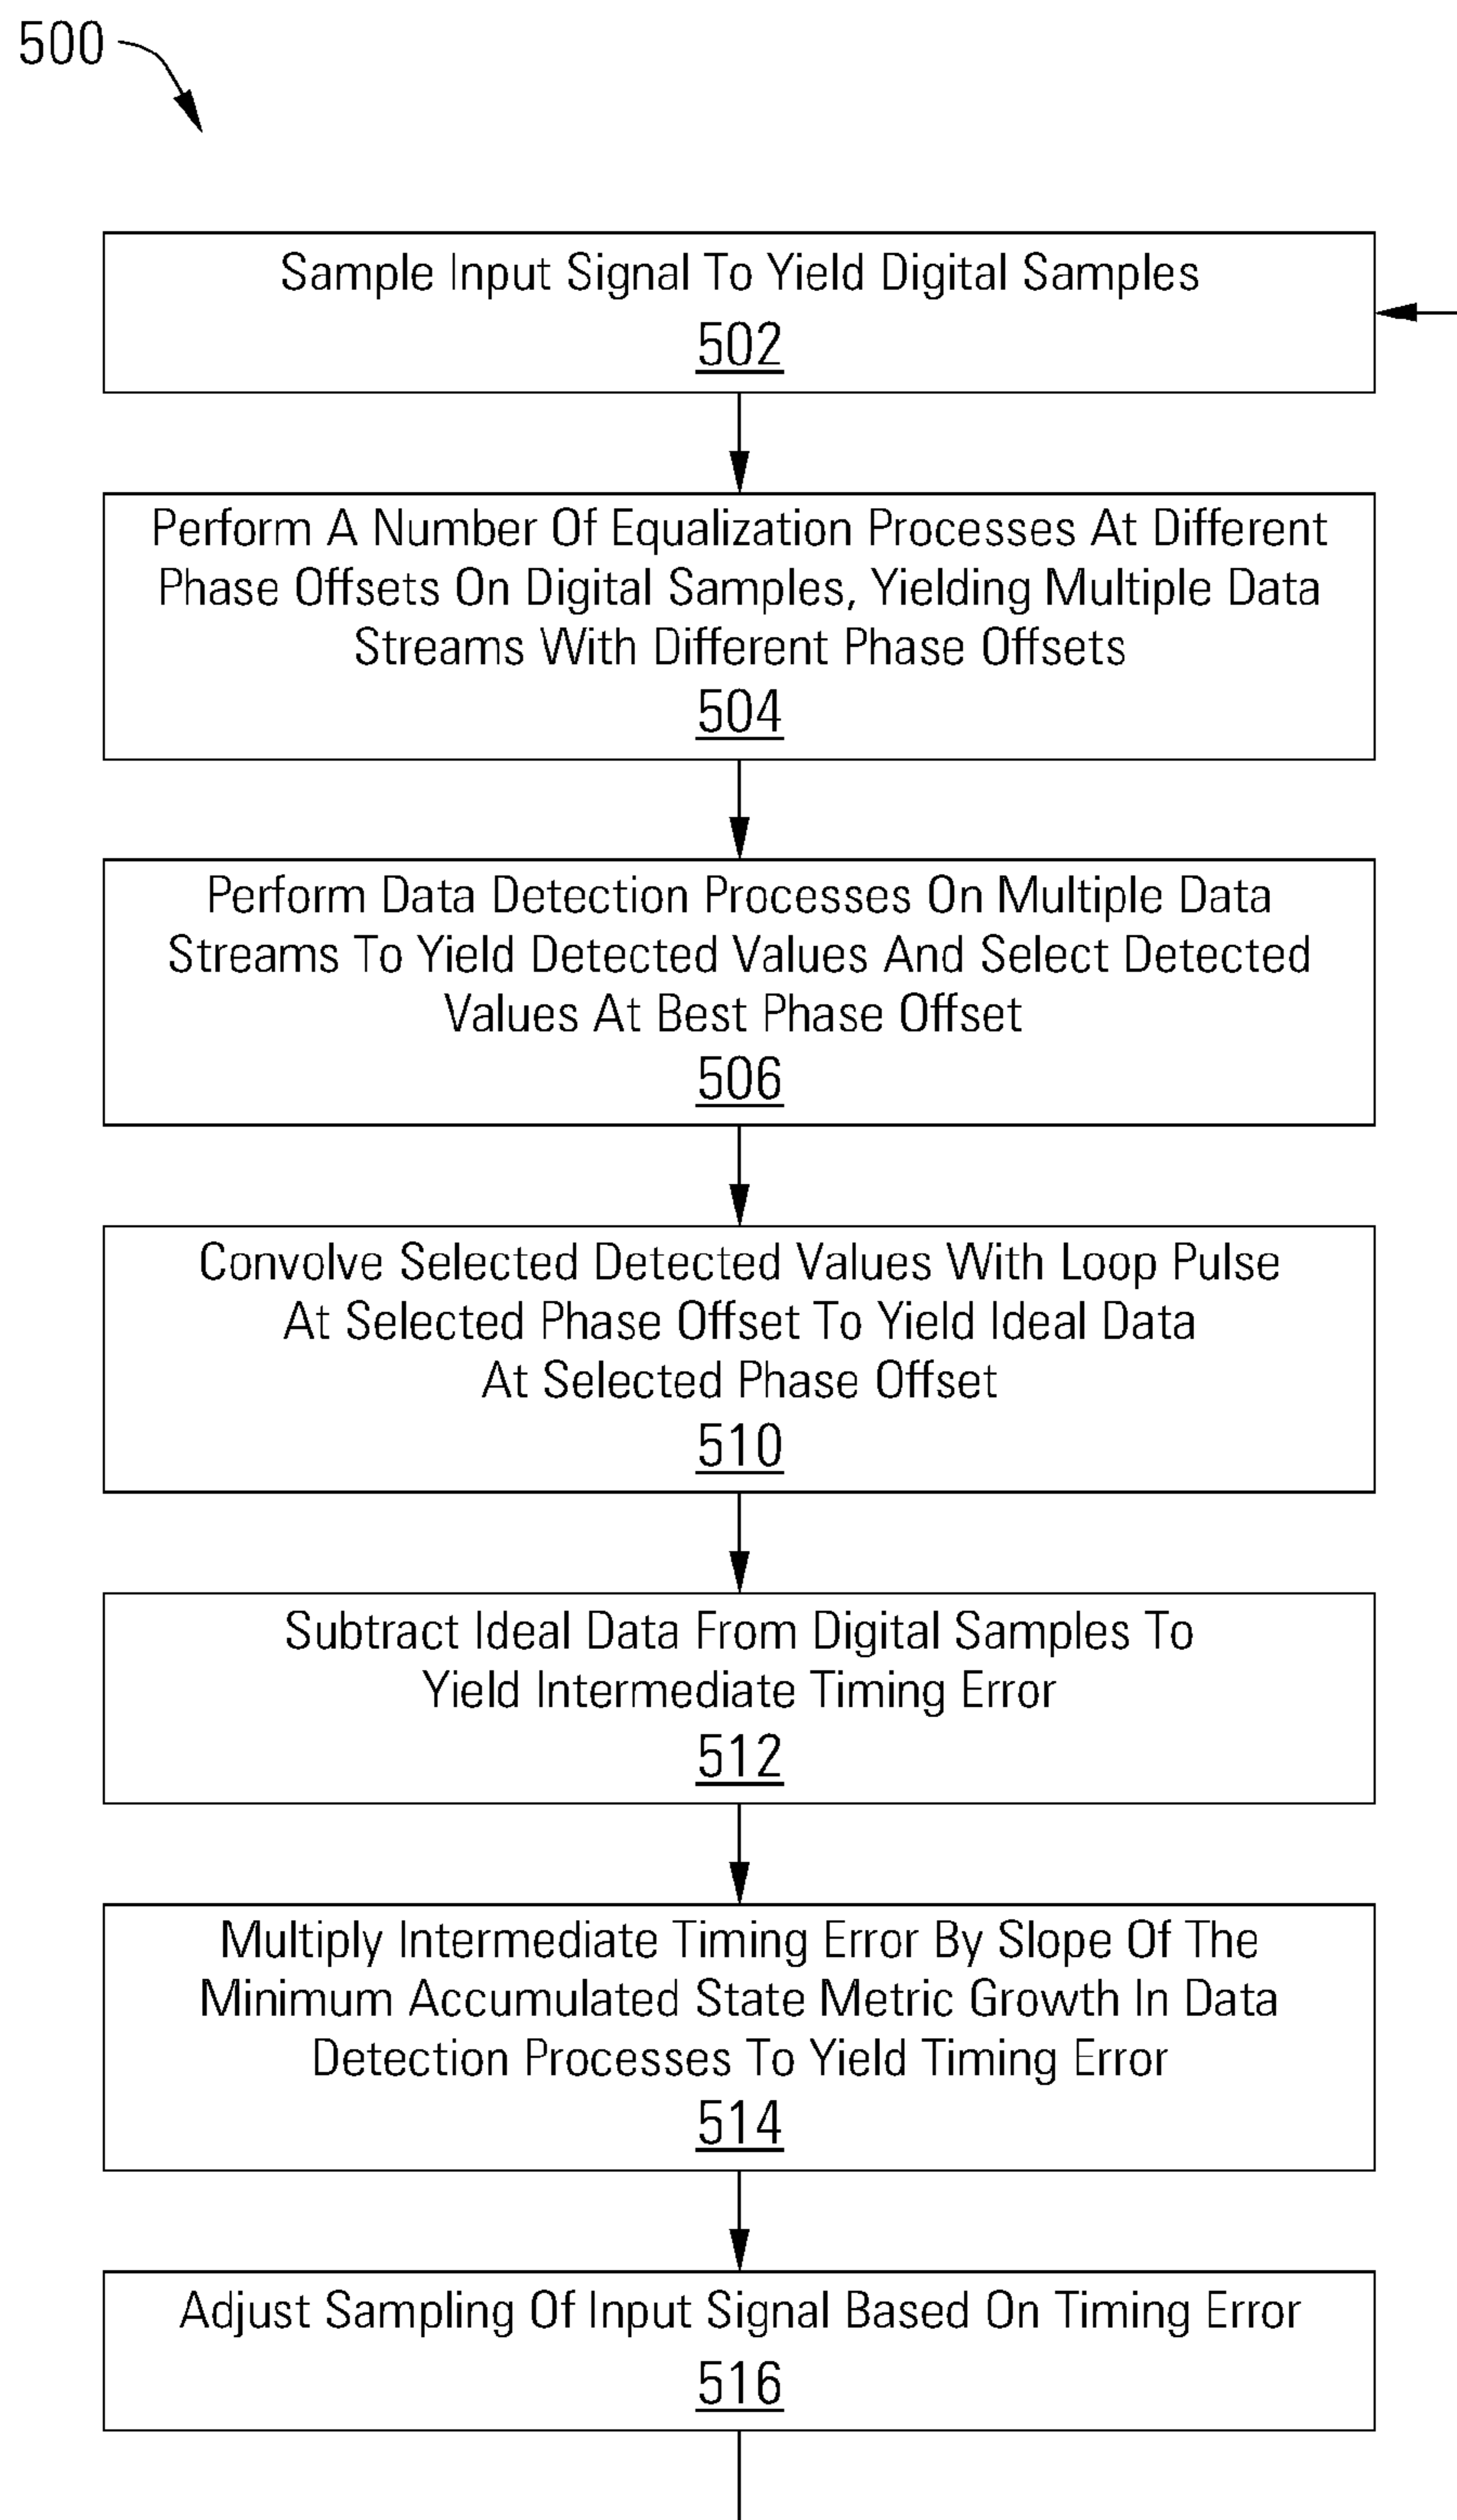 500
Sample Input Signal To Yield Digital Samples
502
Perform A Number Of Equalization Processes At Different
Phase Offsets On Digital Samples, Yielding Multiple Data
Streams With Different Phase Offsets
504
Perform Data Detection Processes On Multiple Data
Streams To Yield Detected Values And Select Detected
Values At Best Phase Offset
506
Convolve Selected Detected Values With Loop Pulse
At Selected Phase Offset To Yield Ideal Data
At Selected Phase Offset
510
Subtract Ideal Data From Digital Samples To
Yield Intermediate Timing Error
512
Multiply Intermediate Timing Error By Slope Of The
Minimum Accumulated State Metric Growth In Data
Detection Processes To Yield Timing Error
514
Adjust Sampling Of Input Signal Based On Timing Error
516